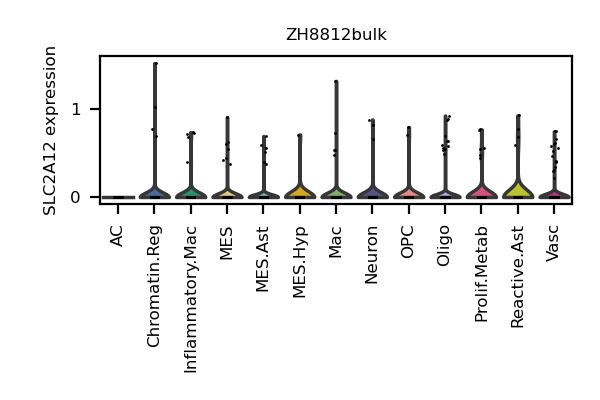 ZH8812bulk
SLC2A12 expression
1
0
AC
Chromatin.Reg
Inflammatory.Mac
MES
MES.Ast
MES.Hyp
Mac
Neuron
OPC
Oligo
Prolif.Metab
Reactive.Ast
Vasc